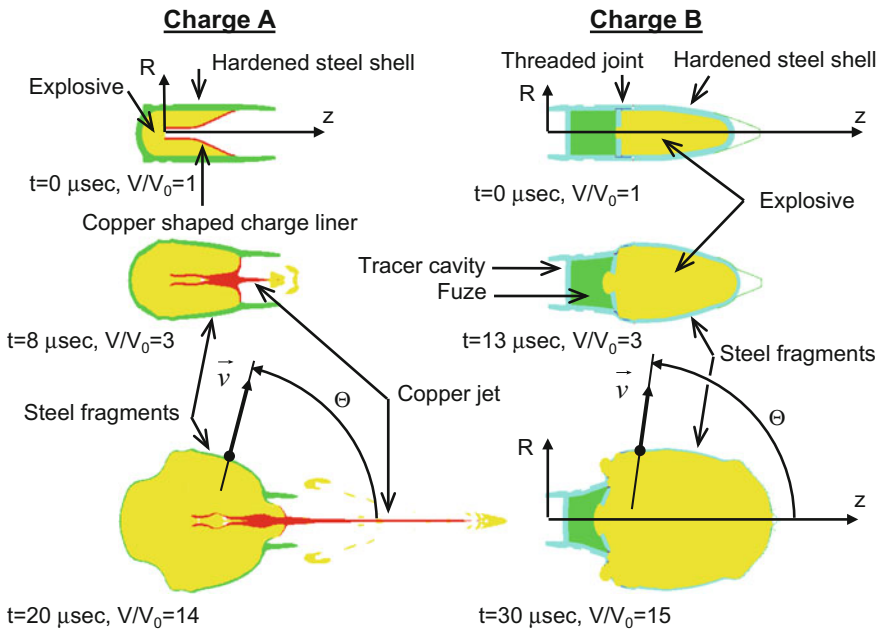 Charge A
Hardened steel shell
R
Explosive
z
t=0 μsec, V/V₀=1
Copper shaped charge liner
t=8 μsec, V/V₀=3
v⃗
Θ
Steel fragments
Copper jet
t=20 μsec, V/V₀=14
Charge B
Threaded joint
Hardened steel shell
R
z
t=0 μsec, V/V₀=1
Explosive
Tracer cavity
Fuze
t=13 μsec, V/V₀=3
Steel fragments
v⃗
Θ
R
z
t=30 μsec, V/V₀=15